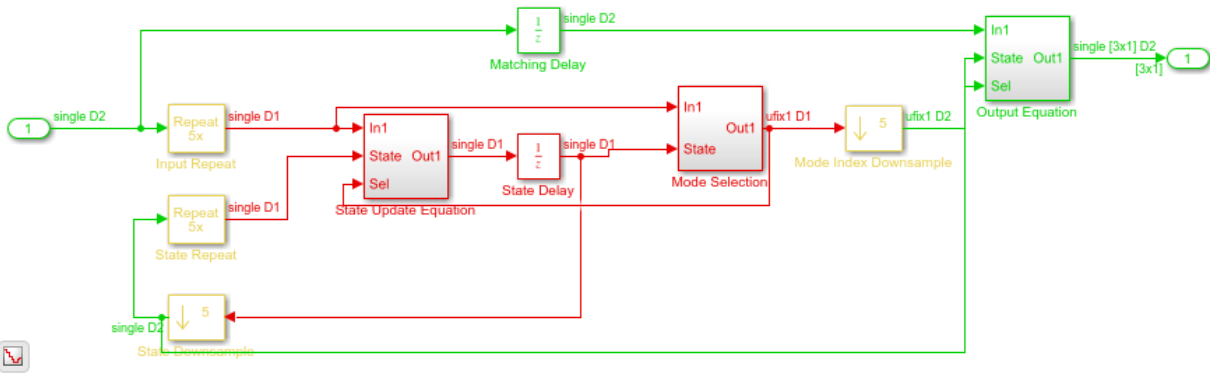 single D2
1
z
Matching Delay
In1
State Out1
Sel
Output Equation
single [3x1] D2
[3x1]
1
1
single D2
Repeat
5x
Input Repeat
single D1
In1
State Out1
Sel
State Update Equation
single D1
1
z
State Delay
single D1
In1
Out1
State
Mode Selection
ufix1 D1
5
Mode Index Downsample
ufix1 D2
Repeat
5x
State Repeat
single D1
5
single D2
State Downsample